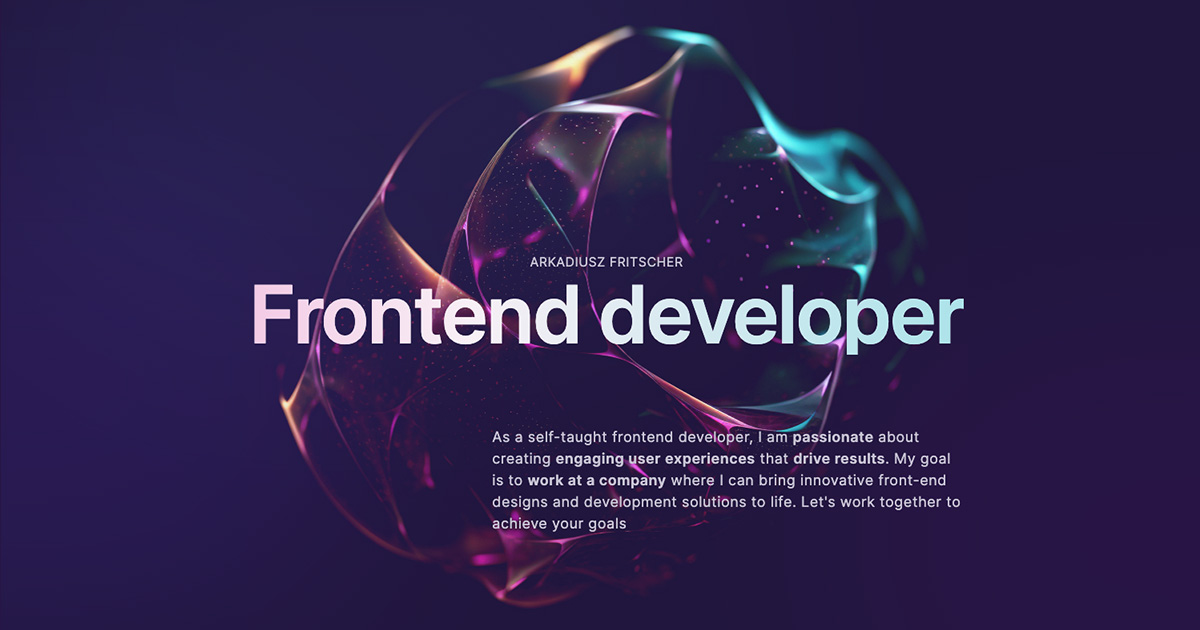 ARKADIUSZ FRITSCHER
Frontend developer
As a self-taught frontend developer, I am passionate about
creating engaging user experiences that drive results. My goal
is to work at a company where I can bring innovative front-end
designs and development solutions to life. Let's work together to
achieve your goals